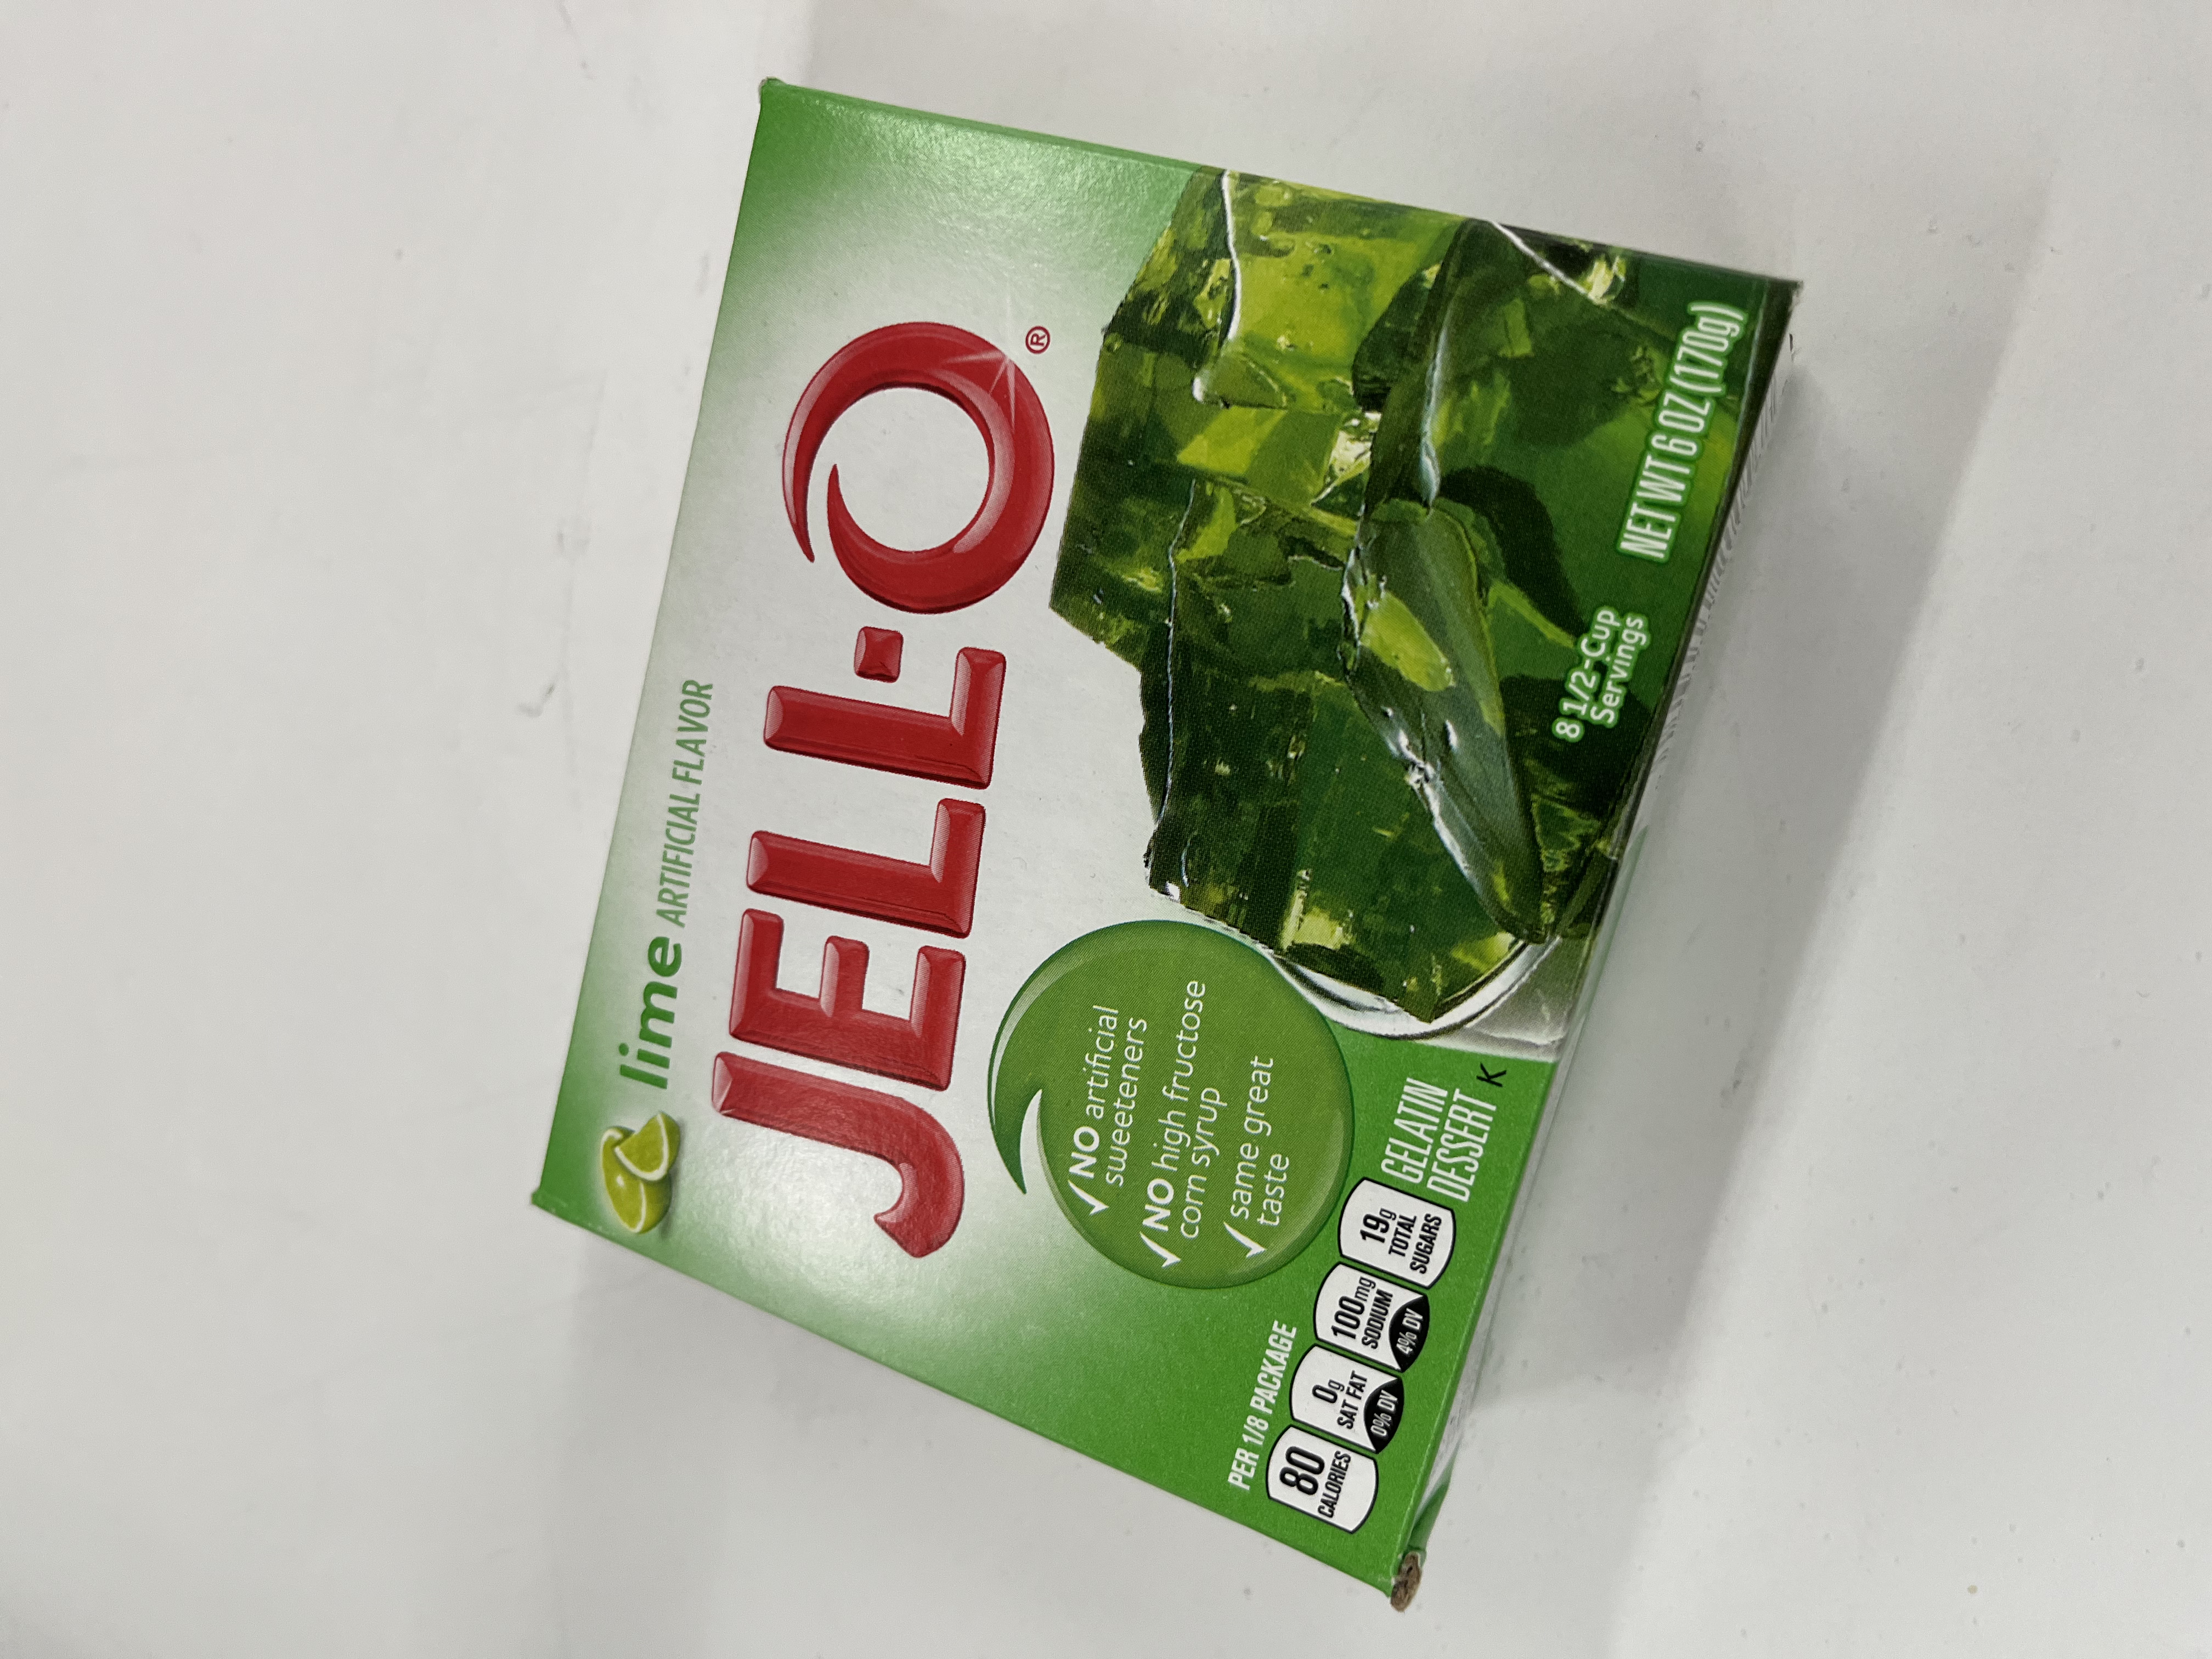 lime ARTIFICIAL FLAVOR
JELL-O®
✓ NO artificial
sweeteners
✓ NO high fructose
corn syrup
✓ same great
taste
PER 1/8 PACKAGE
80
CALORIES
0g
SAT FAT
0% DV
100mg
SODIUM
4% DV
19g
TOTAL
SUGARS
GELATIN
DESSERT K
8 1/2-Cup
Servings
NET WT 6 OZ (170g)